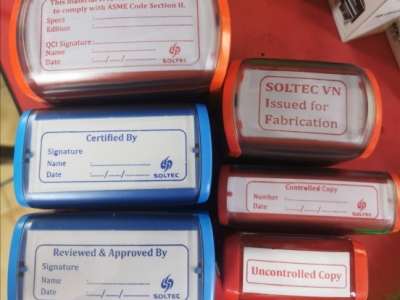 This material is
to comply with ASME Code Section II.
Specs ..............................
Edition ..............................
QCI Signature..............................
Name ..............................
Date ....../....../...... SOLTEC
SOLTEC VN
Issued for
Fabrication
Certified By
Signature
Name :..............................
Date :....../....../...... SOLTEC
Controlled Copy
Number :..............................
Date :....../....../...... SOLTEC
Reviewed & Approved By
Signature
Name :..............................
Date :....../....../...... SOLTEC
Uncontrolled Copy